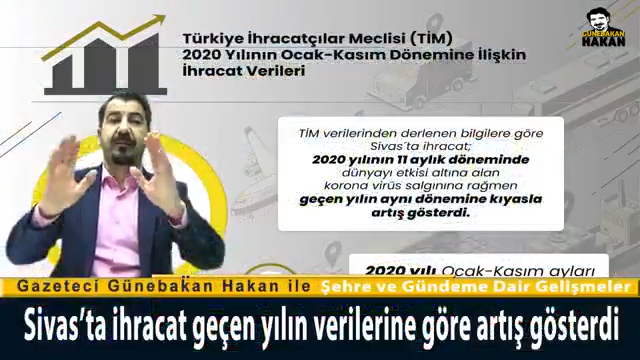 Türkiye İhracatçılar Meclisi (TİM)
2020 Yılının Ocak-Kasım Dönemine İlişkin
İhracat Verileri
GÜNEBAKAN
HAKAN
TİM verilerinden derlenen bilgilere göre
Sivas'ta ihracat;
2020 yılının 11 aylık döneminde
dünyayı etkisi altına alan
korona virüs salgınına rağmen
geçen yılın aynı dönemine kıyasla
artış gösterdi.
2020 yılı Ocak-Kasım ayları
Gazeteci Günebakan Hakan ile Şehre ve Gündeme Dair Gelişmeler
Sivas'ta ihracat geçen yılın verilerine göre artış gösterdi